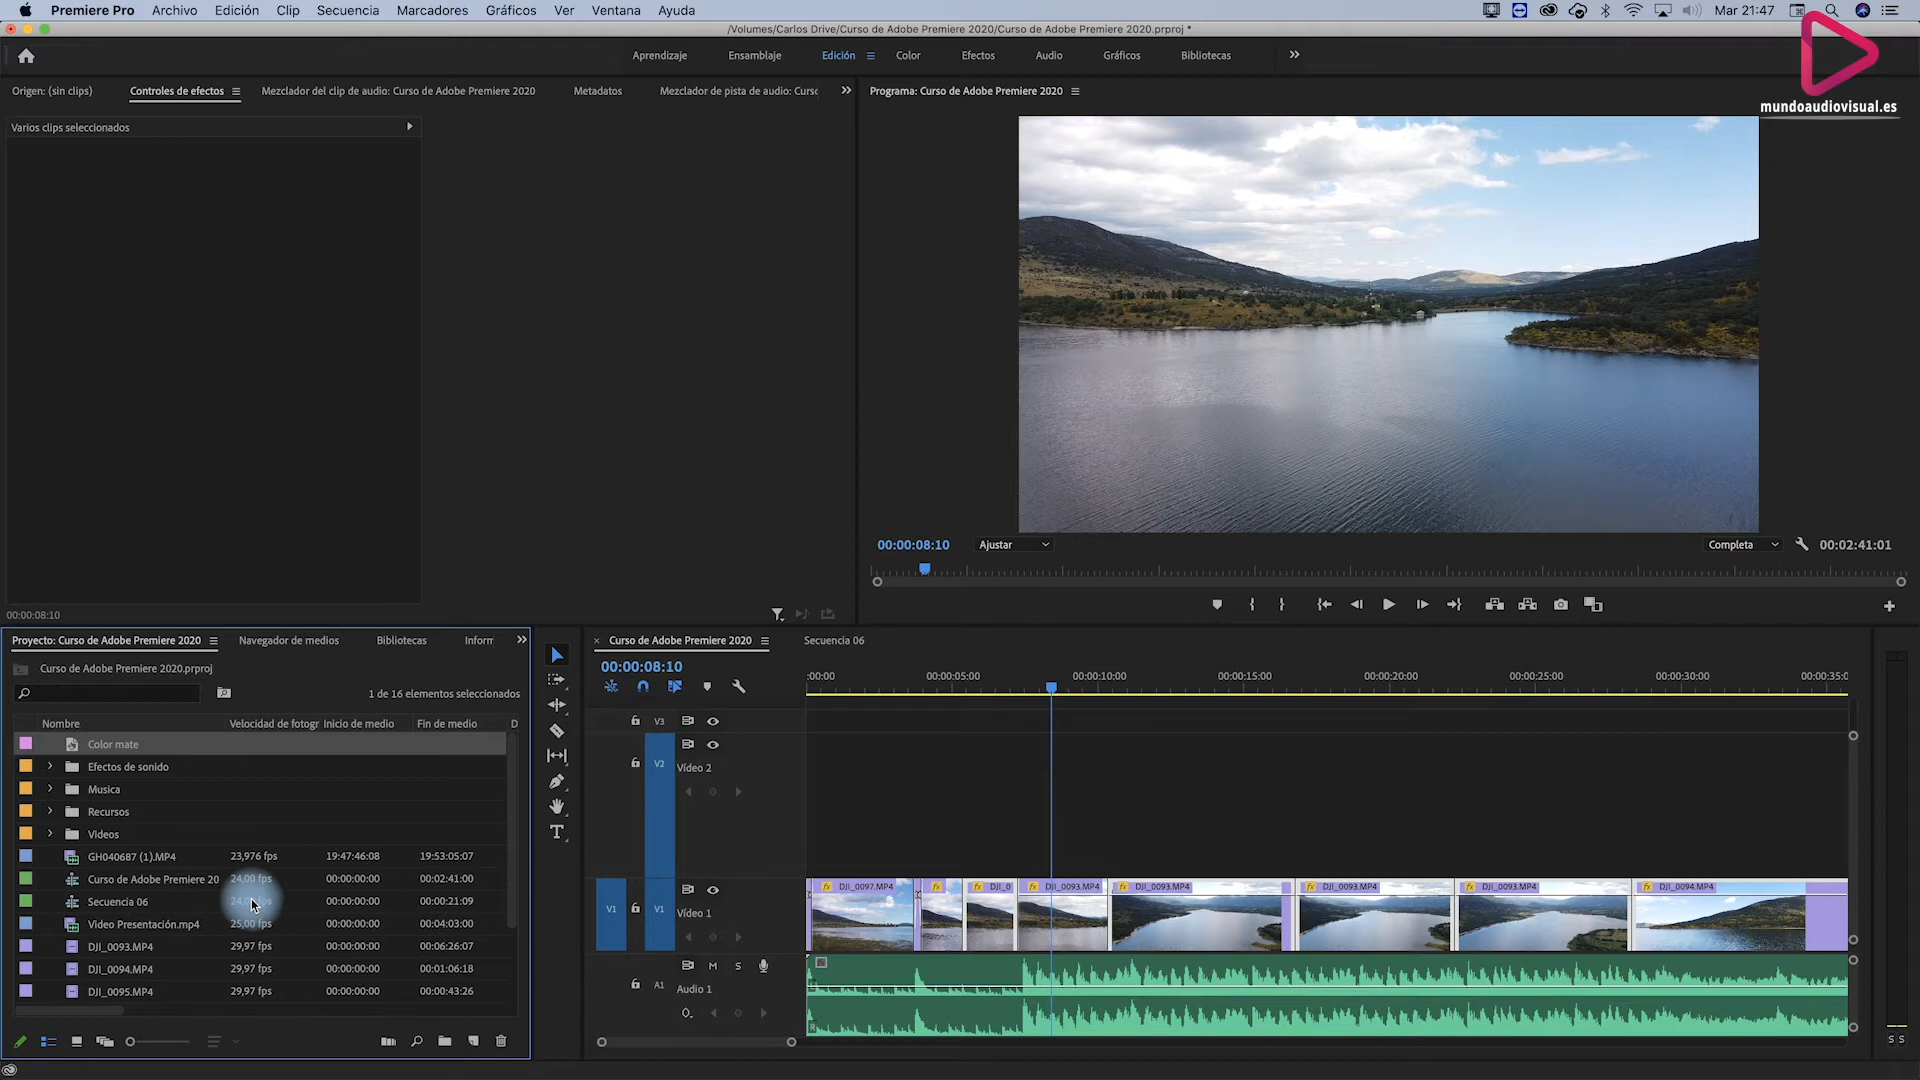 Premiere Pro Archivo Edición Clip Secuencia Marcadores Gráficos Ver Ventana Ayuda Mar 21:47
/Volumes/Carlos Drive/Curso de Adobe Premiere 2020/Curso de Adobe Premiere 2020.prproj *
Aprendizaje Ensamblaje Edición Color Efectos Audio Gráficos Bibliotecas
mundoaudiovisual.es
Origen: (sin clips) Controles de efectos Mezclador del clip de audio: Curso de Adobe Premiere 2020 Metadatos Mezclador de pista de audio: Curso
Programa: Curso de Adobe Premiere 2020
Varios clips seleccionados
00:00:08:10 Ajustar Completa 00:02:41:01
00:00:08:10
Proyecto: Curso de Adobe Premiere 2020 Navegador de medios Bibliotecas Inform
Curso de Adobe Premiere 2020.prproj
1 de 16 elementos seleccionados
Nombre Velocidad de fotogr Inicio de medio Fin de medio D
Color mate
Efectos de sonido
Musica
Recursos
Videos
GH040687 (1).MP4 23,976 fps 19:47:46:08 19:53:05:07
Curso de Adobe Premiere 20 24,00 fps 00:00:00:00 00:02:41:00
Secuencia 06 24,00 fps 00:00:00:00 00:00:21:09
Video Presentación.mp4 25,00 fps 00:00:00:00 00:04:03:00
DJI_0093.MP4 29,97 fps 00:00:00:00 00:06:26:07
DJI_0094.MP4 29,97 fps 00:00:00:00 00:01:06:18
DJI_0095.MP4 29,97 fps 00:00:00:00 00:00:43:26
× Curso de Adobe Premiere 2020 Secuencia 06
00:00:08:10
:00:00 00:00:05:00 00:00:10:00 00:00:15:00 00:00:20:00 00:00:25:00 00:00:30:00 00:00:35:0
V3
V2 Vídeo 2
V1 V1 Vídeo 1
fx DJI_0097.MP4 fx DJI_0 fx DJI_0093.MP4 fx DJI_0093.MP4 fx DJI_0093.MP4 fx DJI_0093.MP4 fx DJI_0094.MP4
M S
A1 Audio 1
L
R
S S